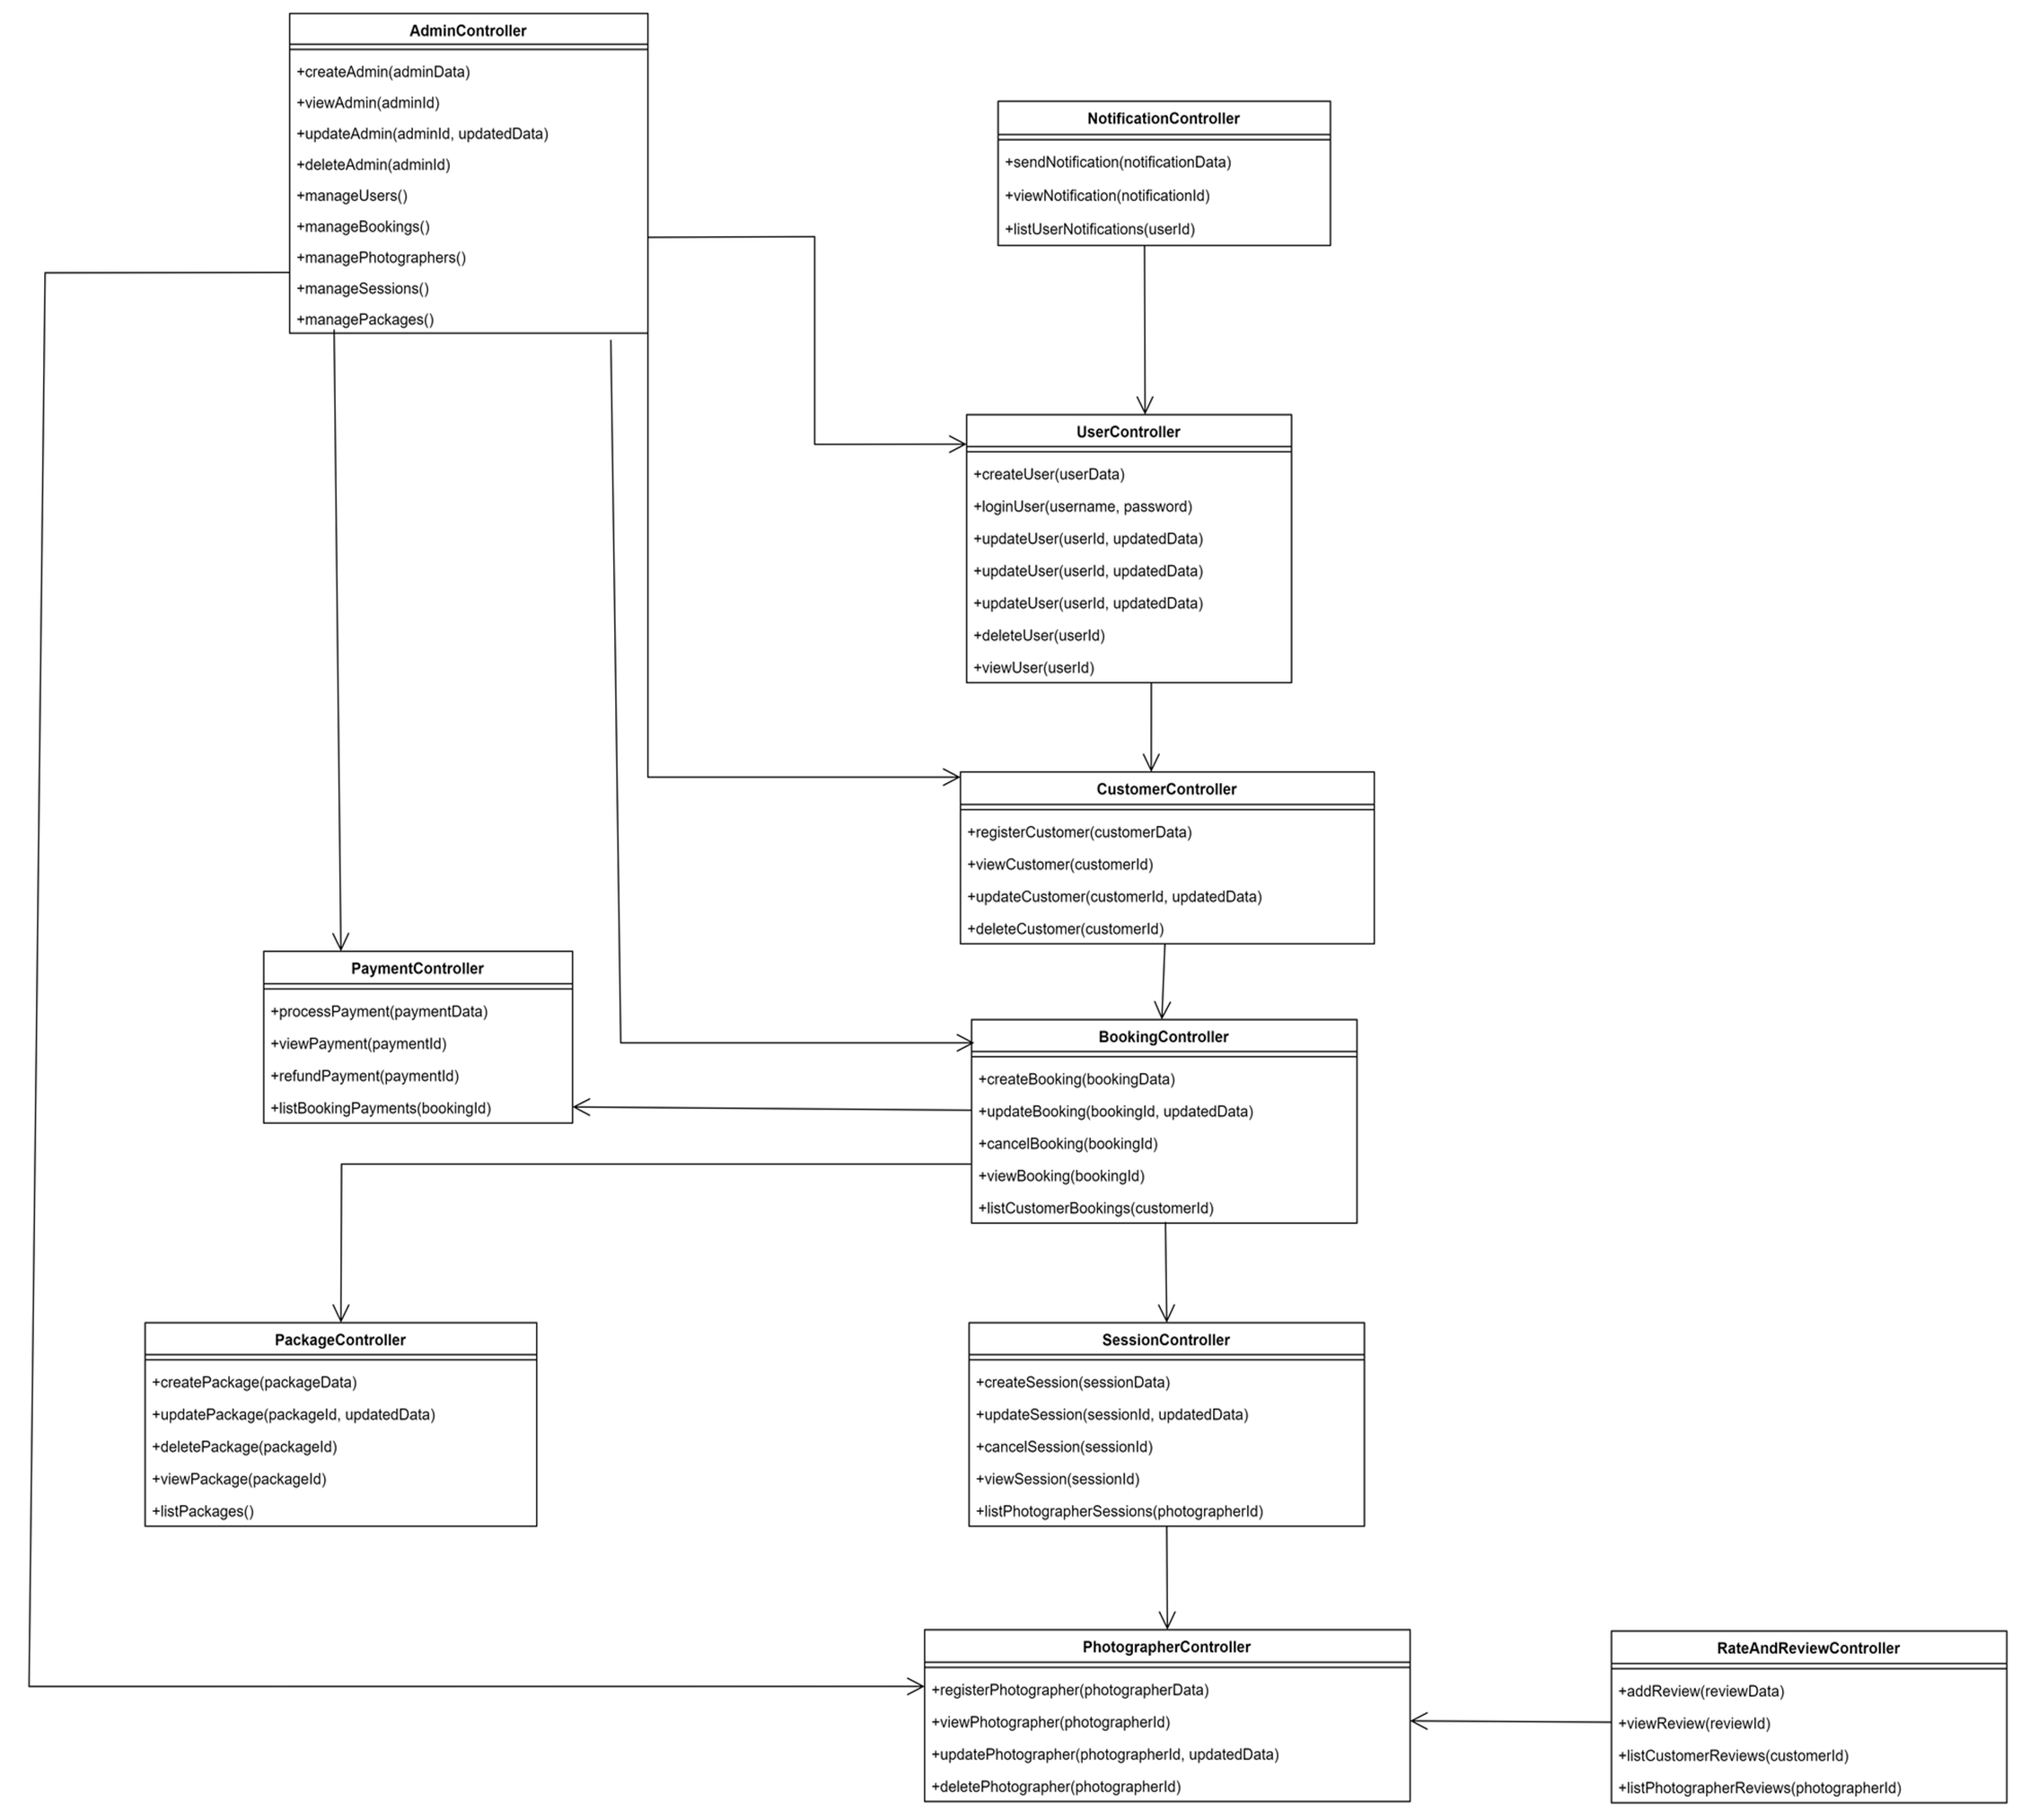 AdminController
+createAdmin(adminData)
+viewAdmin(adminId)
+updateAdmin(adminId, updatedData)
+deleteAdmin(adminId)
+manageUsers()
+manageBookings()
+managePhotographers()
+manageSessions()
+managePackages()
NotificationController
+sendNotification(notificationData)
+viewNotification(notificationId)
+listUserNotifications(userId)
UserController
+createUser(userData)
+loginUser(username, password)
+updateUser(userId, updatedData)
+updateUser(userId, updatedData)
+updateUser(userId, updatedData)
+deleteUser(userId)
+viewUser(userId)
CustomerController
+registerCustomer(customerData)
+viewCustomer(customerId)
+updateCustomer(customerId, updatedData)
+deleteCustomer(customerId)
PaymentController
+processPayment(paymentData)
+viewPayment(paymentId)
+refundPayment(paymentId)
+listBookingPayments(bookingId)
BookingController
+createBooking(bookingData)
+updateBooking(bookingId, updatedData)
+cancelBooking(bookingId)
+viewBooking(bookingId)
+listCustomerBookings(customerId)
PackageController
+createPackage(packageData)
+updatePackage(packageId, updatedData)
+deletePackage(packageId)
+viewPackage(packageId)
+listPackages()
SessionController
+createSession(sessionData)
+updateSession(sessionId, updatedData)
+cancelSession(sessionId)
+viewSession(sessionId)
+listPhotographerSessions(photographerId)
PhotographerController
+registerPhotographer(photographerData)
+viewPhotographer(photographerId)
+updatePhotographer(photographerId, updatedData)
+deletePhotographer(photographerId)
RateAndReviewController
+addReview(reviewData)
+viewReview(reviewId)
+listCustomerReviews(customerId)
+listPhotographerReviews(photographerId)